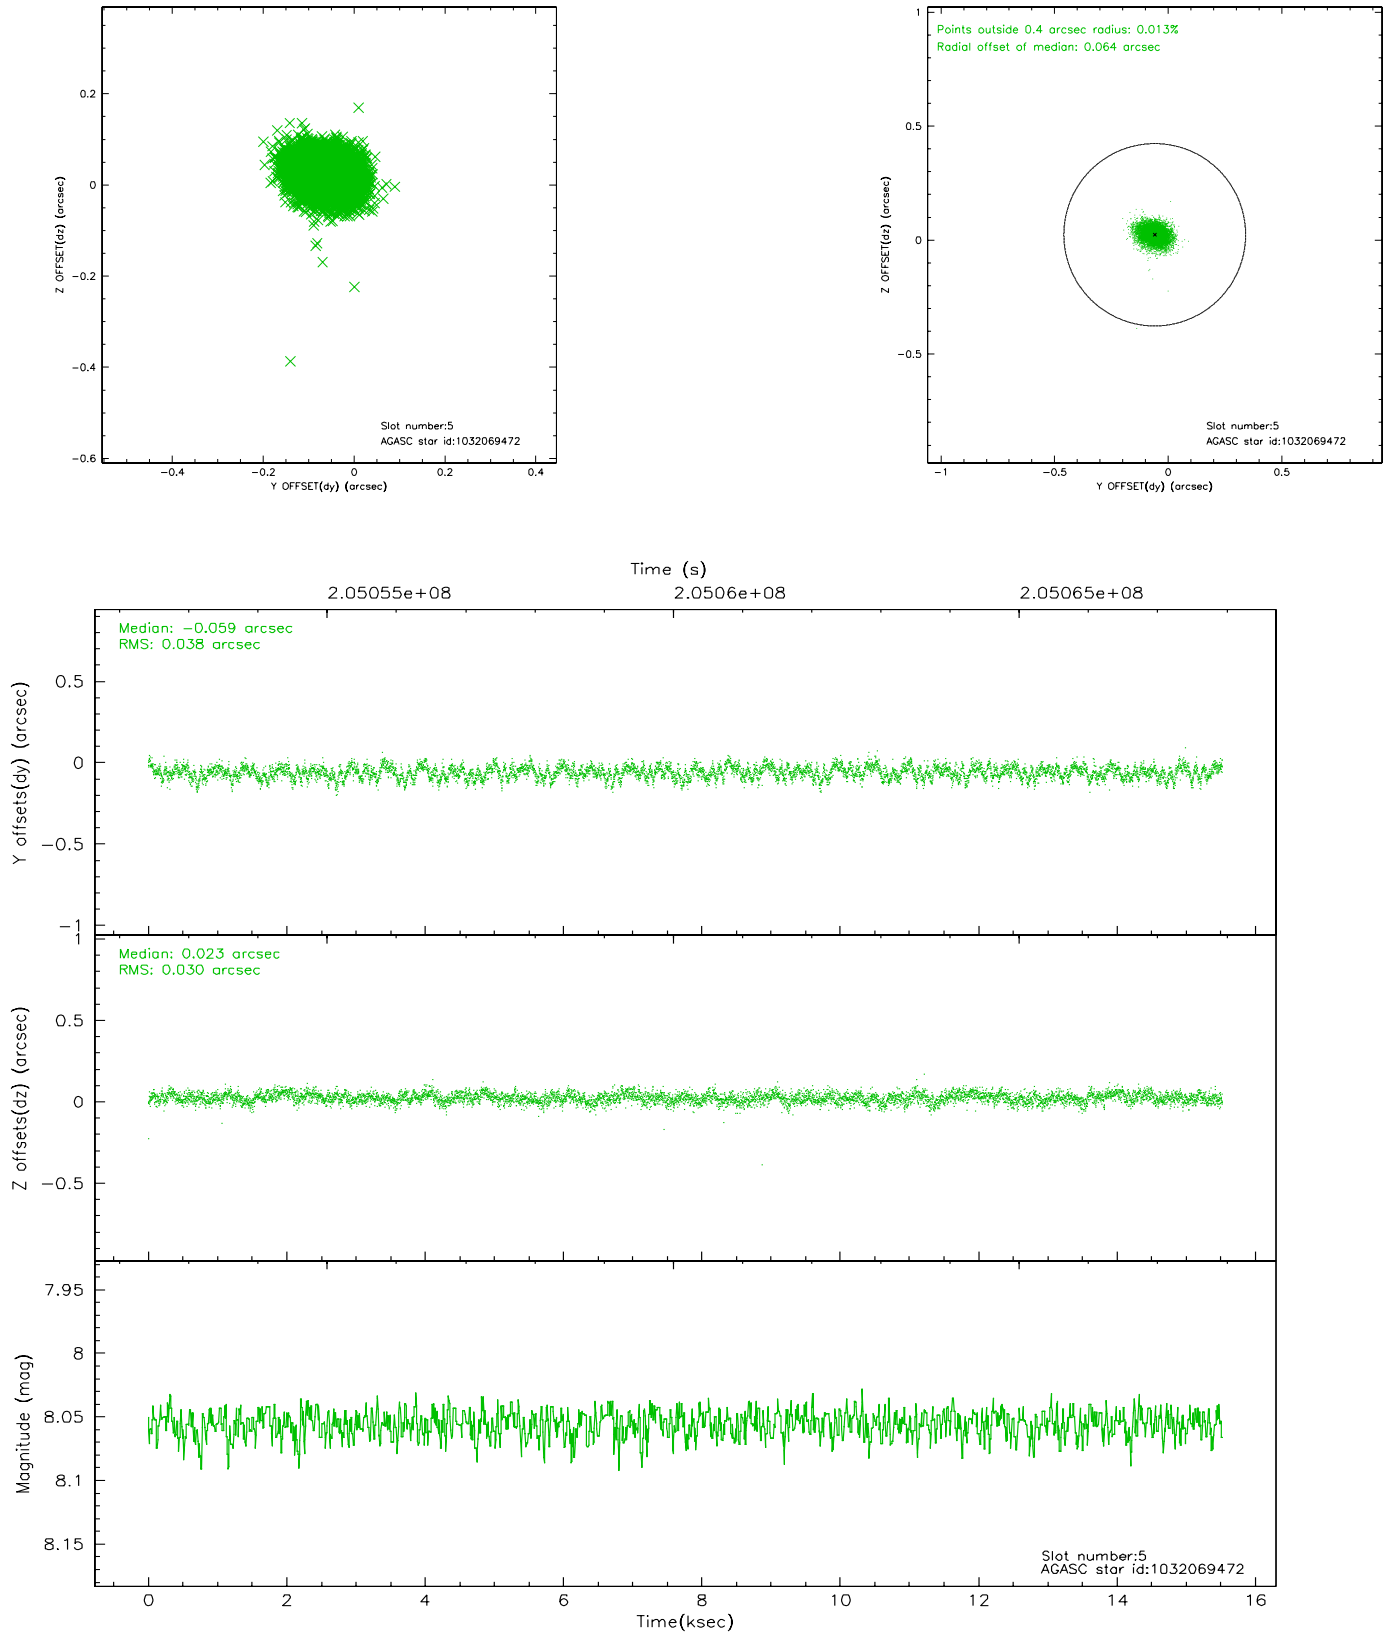 0.2
0
−0.2
−0.4
−0.6
Z OFFSET(dz) (arcsec)
Slot number:5
AGASC star id:1032069472
−0.4 −0.2 0 0.2 0.4
Y OFFSET(dy) (arcsec)
1
0.5
0
−0.5
Z OFFSET(dz) (arcsec)
Points outside 0.4 arcsec radius: 0.013%
Radial offset of median: 0.064 arcsec
Slot number:5
AGASC star id:1032069472
−1 −0.5 0 0.5
Y OFFSET(dy) (arcsec)
Time (s)
2.05055e+08 2.0506e+08 2.05065e+08
Median: −0.059 arcsec
RMS: 0.038 arcsec
0.5
0
−0.5
−1
Y offsets(dy) (arcsec)
Median: 0.023 arcsec
RMS: 0.030 arcsec
1
0.5
0
−0.5
Z offsets(dz) (arcsec)
7.95
8
8.05
8.1
8.15
Magnitude (mag)
Slot number:5
AGASC star id:1032069472
0 2 4 6 8 10 12 14 16
Time(ksec)